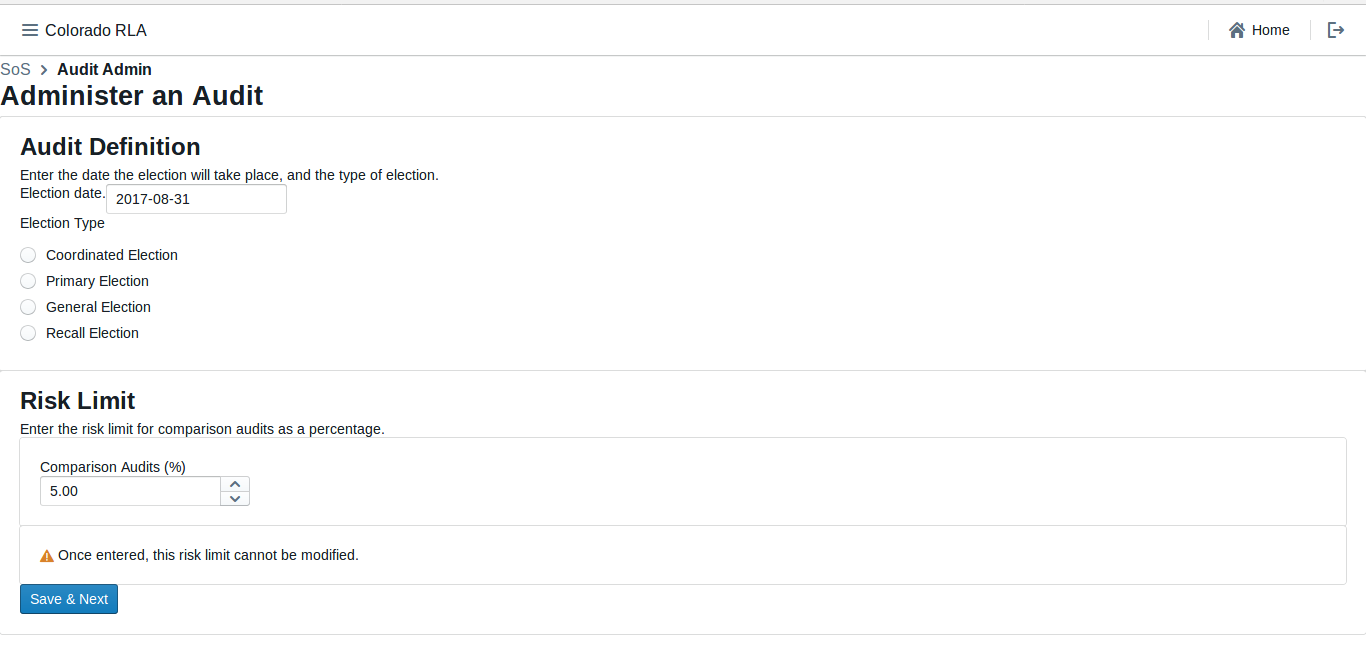 Colorado RLA Home
SoS Audit Admin
Administer an Audit
Audit Definition
Enter the date the election will take place, and the type of election.
Election date. 2017-08-31
Election Type
Coordinated Election
Primary Election
General Election
Recall Election
Risk Limit
Enter the risk limit for comparison audits as a percentage.
Comparison Audits (%)
5.00
Once entered, this risk limit cannot be modified.
Save & Next